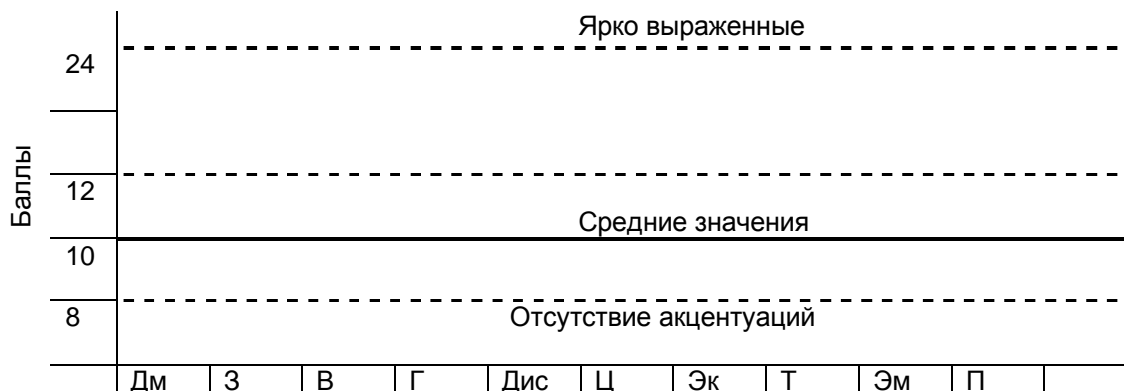 Ярко выраженные
24
Баллы
12
Средние значения
10
8
Отсутствие акцентуаций
Дм З В Г Дис Ц Эк Т Эм П